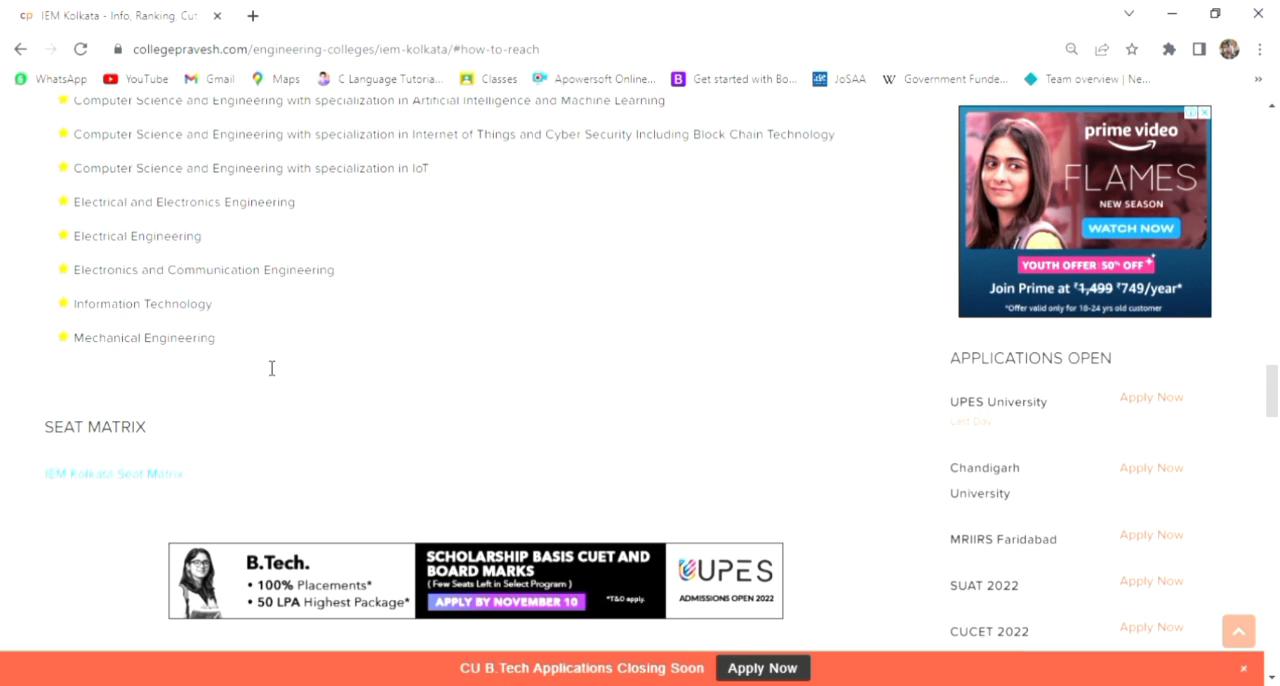 cp IEM Kolkata - Info, Ranking, Cut
collegepravesh.com/engineering-colleges/iem-kolkata/#how-to-reach
WhatsApp YouTube Gmail Maps C Language Tutoria... Classes Apowersoft Online... Get started with Bo... JoSAA Government Funde... Team overview | Ne... »
Computer Science and Engineering with specialization in Artificial Intelligence and Machine Learning
Computer Science and Engineering with specialization in Internet of Things and Cyber Security Including Block Chain Technology
Computer Science and Engineering with specialization in IoT
Electrical and Electronics Engineering
Electrical Engineering
Electronics and Communication Engineering
Information Technology
Mechanical Engineering
SEAT MATRIX
IEM Kolkata Seat Matrix
B.Tech.
• 100% Placements*
• 50 LPA Highest Package*
SCHOLARSHIP BASIS CUET AND
BOARD MARKS
( Few Seats Left in Select Program )
APPLY BY NOVEMBER 10
*T&C apply.
UPES
ADMISSIONS OPEN 2022
prime video
FLAMES
NEW SEASON
WATCH NOW
YOUTH OFFER 50% OFF
Join Prime at ₹1,499 ₹749/year*
*Offer valid only for 18-24 yrs old customer
APPLICATIONS OPEN
UPES University Apply Now
Last Day
Chandigarh Apply Now
University
MRIIRS Faridabad Apply Now
SUAT 2022 Apply Now
CUCET 2022 Apply Now
CU B.Tech Applications Closing Soon Apply Now ×